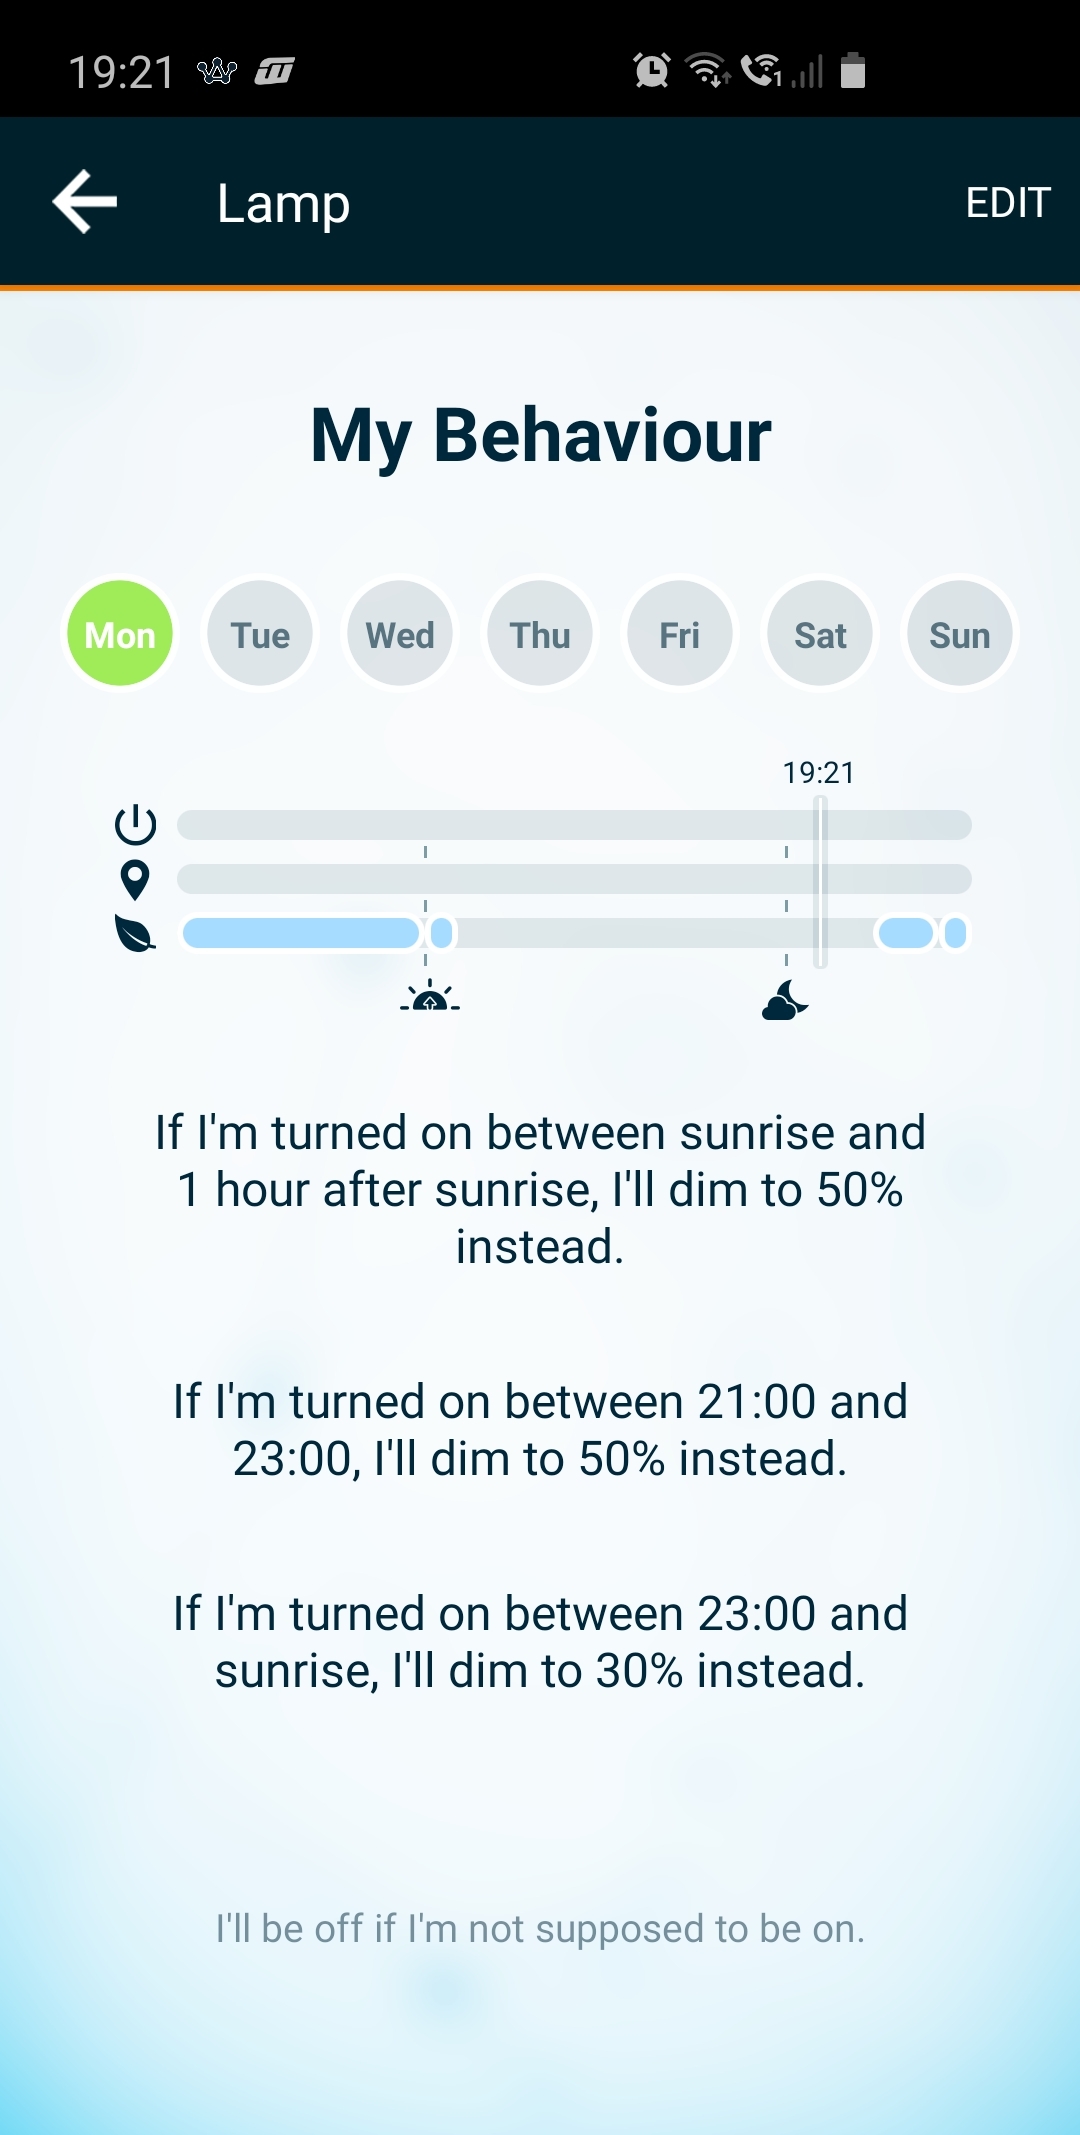 19:21
1
Lamp
EDIT
My Behaviour
Mon Tue Wed Thu Fri Sat Sun
19:21
If I'm turned on between sunrise and
1 hour after sunrise, I'll dim to 50%
instead.
If I'm turned on between 21:00 and
23:00, I'll dim to 50% instead.
If I'm turned on between 23:00 and
sunrise, I'll dim to 30% instead.
I'll be off if I'm not supposed to be on.